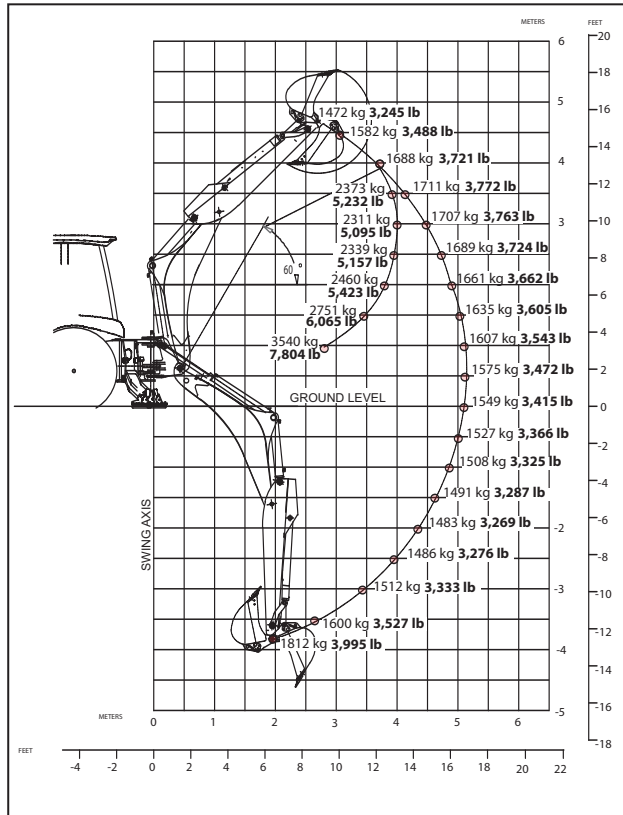 METERS
FEET
6
5
4
3
2
1
0
-1
-2
-3
-4
-5
20
18
16
14
12
10
8
6
4
2
0
-2
-4
-6
-8
-10
-12
-14
-16
-18
1472 kg 3,245 lb
1582 kg 3,488 lb
1688 kg 3,721 lb
2373 kg
5,232 lb
1711 kg 3,772 lb
2311 kg
5,095 lb
1707 kg 3,763 lb
2339 kg
5,157 lb
1689 kg 3,724 lb
60 °
2460 kg
5,423 lb
1661 kg 3,662 lb
2751 kg
6,065 lb
1635 kg 3,605 lb
3540 kg
7,804 lb
1607 kg 3,543 lb
1575 kg 3,472 lb
GROUND LEVEL
1549 kg 3,415 lb
1527 kg 3,366 lb
1508 kg 3,325 lb
1491 kg 3,287 lb
1483 kg 3,269 lb
1486 kg 3,276 lb
1512 kg 3,333 lb
1600 kg 3,527 lb
1812 kg 3,995 lb
SWING AXIS
METERS
0 1 2 3 4 5 6
FEET
-4 -2 0 2 4 6 8 10 12 14 16 18 20 22